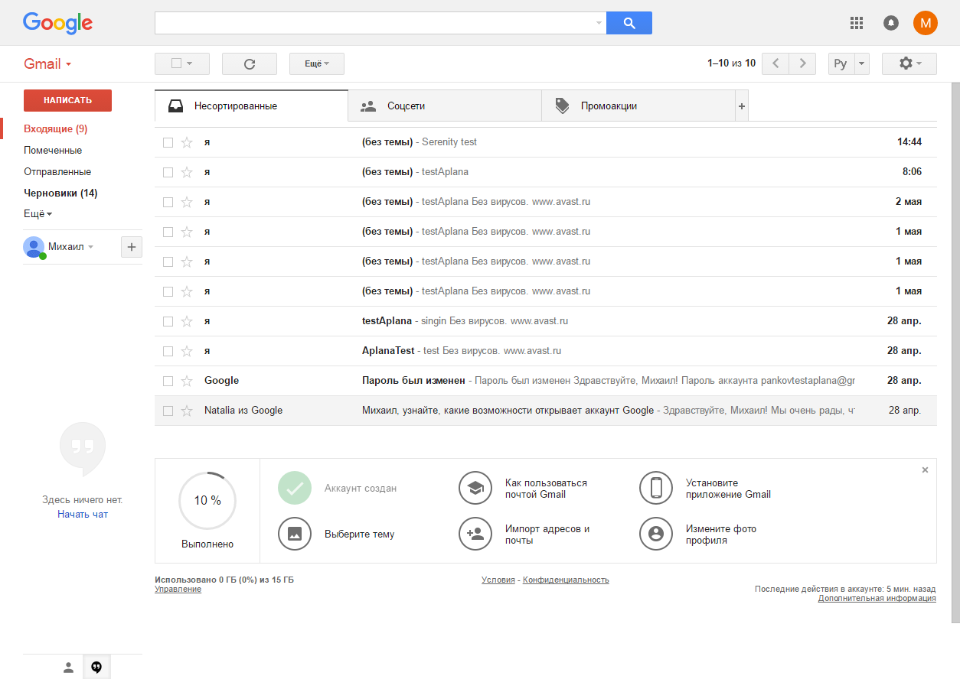 Google
M
Gmail
Ещё
1–10 из 10
Ру
НАПИСАТЬ
Входящие (9)
Помеченные
Отправленные
Черновики (14)
Ещё
Михаил
+
Несортированные
Соцсети
Промоакции
+
я (без темы) - Serenity test 14:44
я (без темы) - testAplana 8:06
я (без темы) - testAplana Без вирусов. www.avast.ru 2 мая
я (без темы) - testAplana Без вирусов. www.avast.ru 1 мая
я (без темы) - testAplana Без вирусов. www.avast.ru 1 мая
я (без темы) - testAplana Без вирусов. www.avast.ru 1 мая
я testAplana - singin Без вирусов. www.avast.ru 28 апр.
я AplanaTest - test Без вирусов. www.avast.ru 28 апр.
Google Пароль был изменен - Пароль был изменен Здравствуйте, Михаил! Пароль аккаунта pankovtestaplana@gr 28 апр.
Natalia из Google Михаил, узнайте, какие возможности открывает аккаунт Google - Здравствуйте, Михаил! Мы очень рады, ч 28 апр.
Здесь ничего нет.
Начать чат
10 %
Выполнено
Аккаунт создан
Выберите тему
Как пользоваться
почтой Gmail
Импорт адресов и
почты
Установите
приложение Gmail
Измените фото
профиля
Использовано 0 ГБ (0%) из 15 ГБ
Управление
Условия - Конфиденциальность
Последние действия в аккаунте: 5 мин. назад
Дополнительная информация